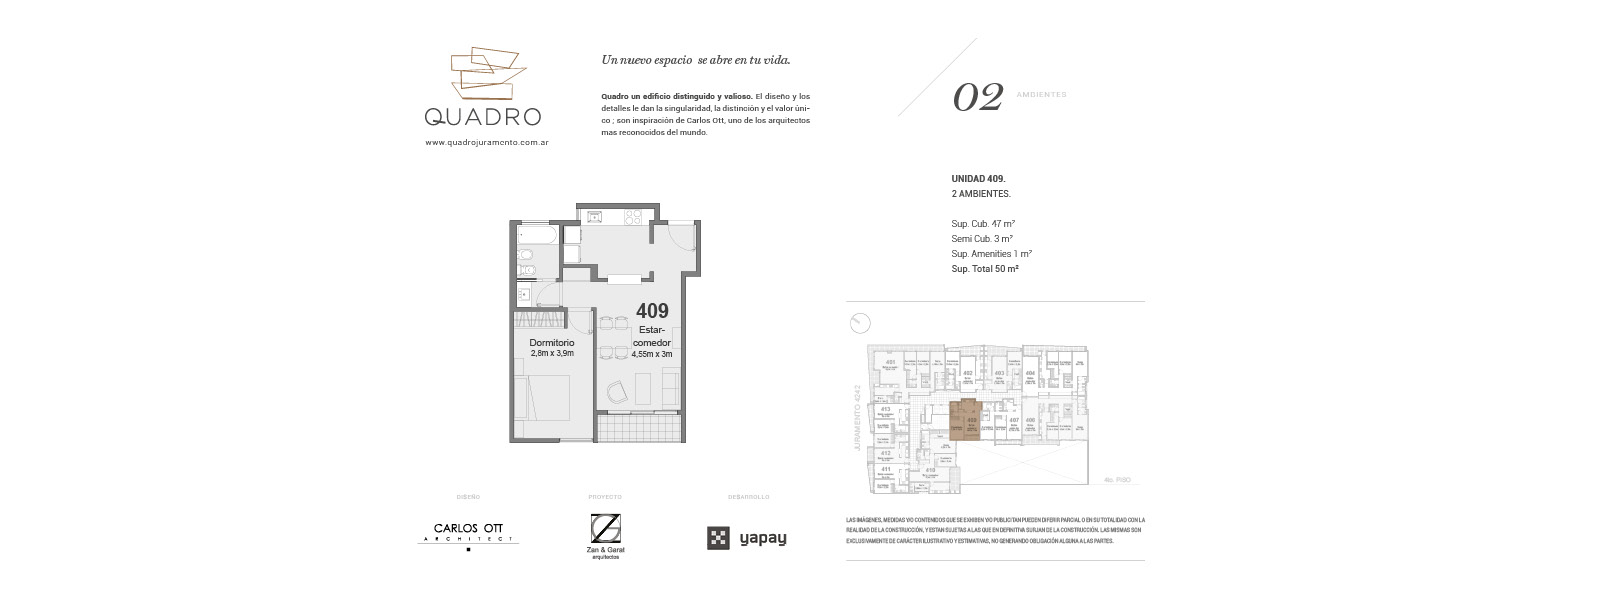 QUADRO
www.quadrojuramento.com.ar
Un nuevo espacio se abre en tu vida.
Quadro un edificio distinguido y valioso. El diseño y los
detalles le dan la singularidad, la distinción y el valor úni-
co ; son inspiración de Carlos Ott, uno de los arquitectos
mas reconocidos del mundo.
02 AMBIENTES
UNIDAD 409.
2 AMBIENTES.
Sup. Cub. 47 m²
Semi Cub. 3 m²
Sup. Amenities 1 m²
Sup. Total 50 m²
409
Estar-
comedor
4,55m x 3m
Dormitorio
2,8m x 3,9m
401
402
403
404
413
409
407
406
412
411
410
JURAMENTO 4242
4to. PISO
DISEÑO
CARLOS OTT
ARCHITECT
PROYECTO
Zan & Garat
arquitectos
DESARROLLO
yapay
LAS IMÁGENES, MEDIDAS Y/O CONTENIDOS QUE SE EXHIBEN Y/O PUBLICITAN PUEDEN DIFERIR PARCIAL O EN SU TOTALIDAD CON LA
REALIDAD DE LA CONSTRUCCIÓN, Y ESTAN SUJETAS A LAS QUE EN DEFINITIVA SURJAN DE LA CONSTRUCCIÓN. LAS MISMAS SON
EXCLUSIVAMENTE DE CARÁCTER ILUSTRATIVO Y ESTIMATIVAS, NO GENERANDO OBLIGACIÓN ALGUNA A LAS PARTES.